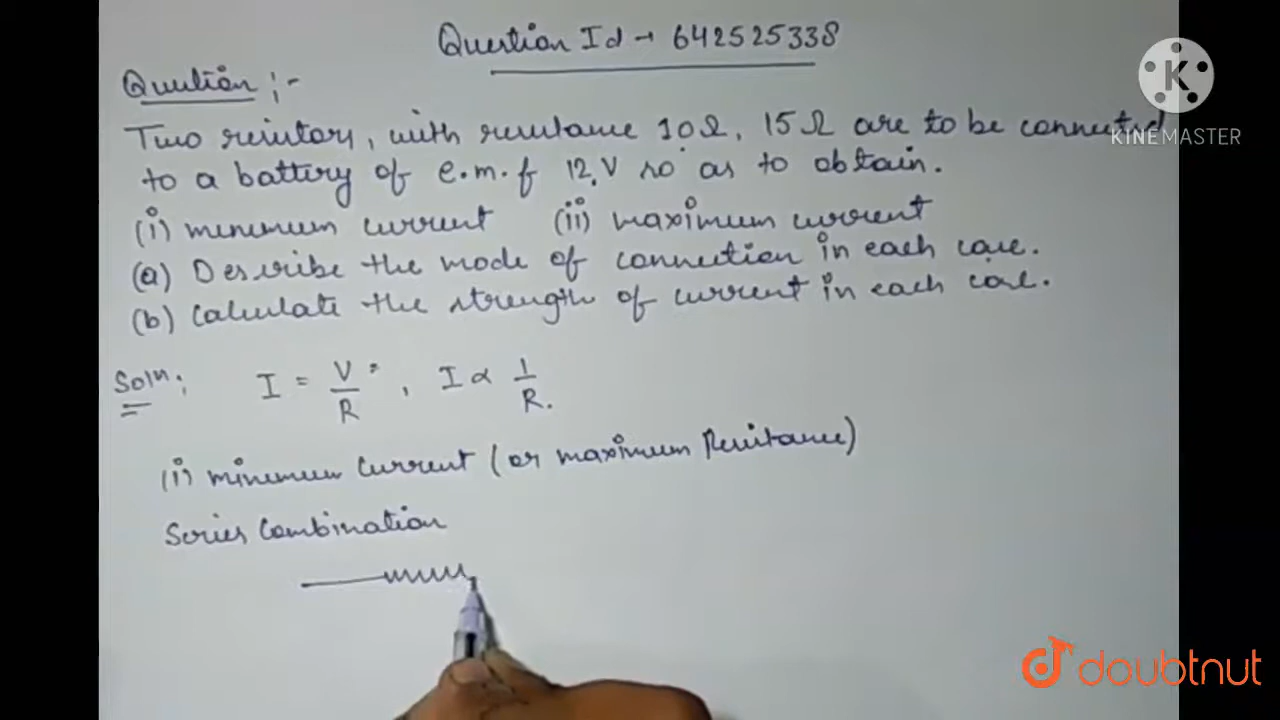 Question Id → 642525338
Question :-
Two resistors, with resistance 10Ω, 15Ω are to be connected
to a battery of e.m.f 12 V so as to obtain.
(i) minimum current (ii) maximum current
(a) Describe the mode of connection in each case.
(b) Calculate the strength of current in each case.
Soln: I = V/R , I ∝ 1/R.
(i) minimum current (or maximum Resistance)
Series Combination
K
KINEMASTER
doubtnut